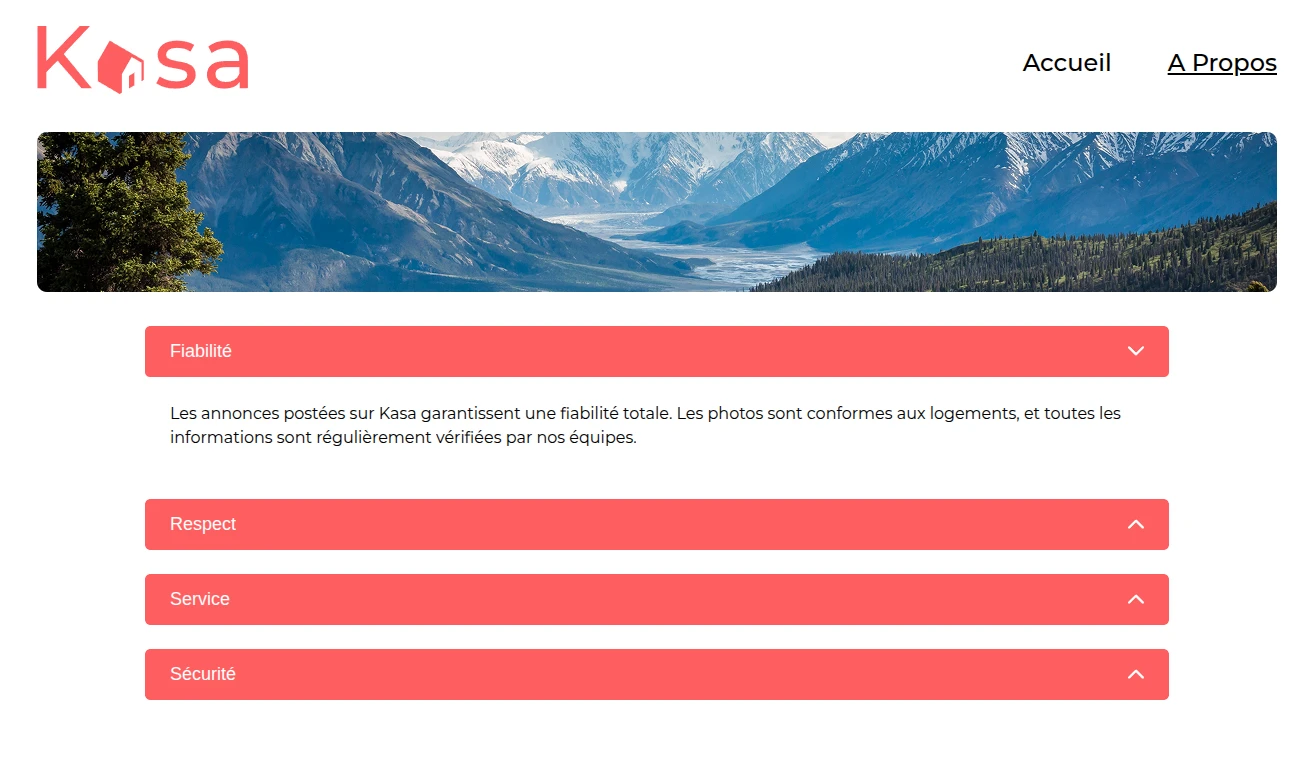 Kasa
Accueil
A Propos
Fiabilité
Les annonces postées sur Kasa garantissent une fiabilité totale. Les photos sont conformes aux logements, et toutes les
informations sont régulièrement vérifiées par nos équipes.
Respect
Service
Sécurité